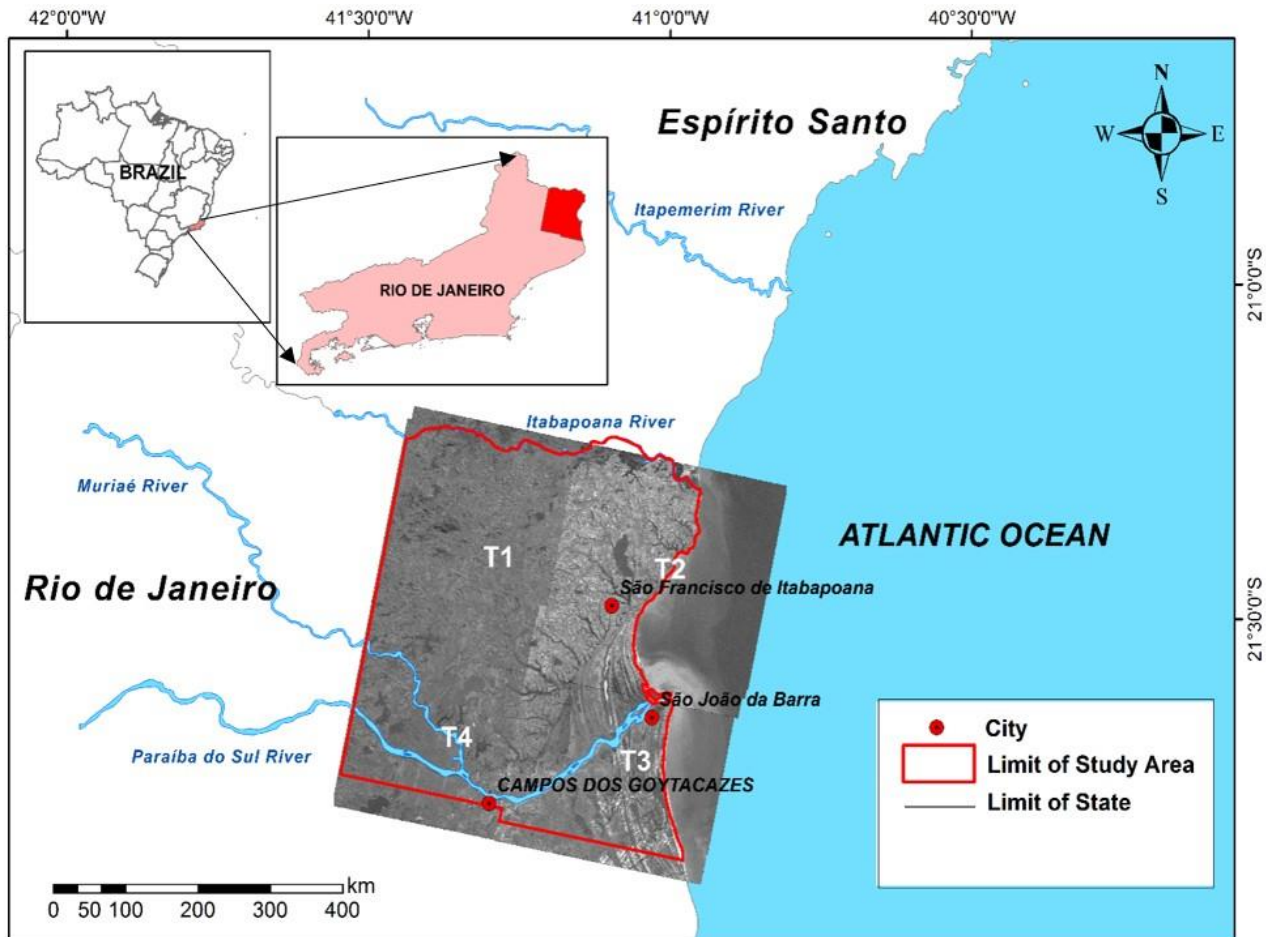 42°0'0"W 41°30'0"W 41°0'0"W 40°30'0"W
N
W E
S
Espírito Santo
BRAZIL
Itapemerim River
RIO DE JANEIRO
21°0'0"S
Itabapoana River
Muriaé River
ATLANTIC OCEAN
T1
T2
Rio de Janeiro
São Francisco de Itabapoana
21°30'0"S
São João da Barra
T4
T3
Paraíba do Sul River
CAMPOS DOS GOYTACAZES
City
Limit of Study Area
Limit of State
km
0 50 100 200 300 400